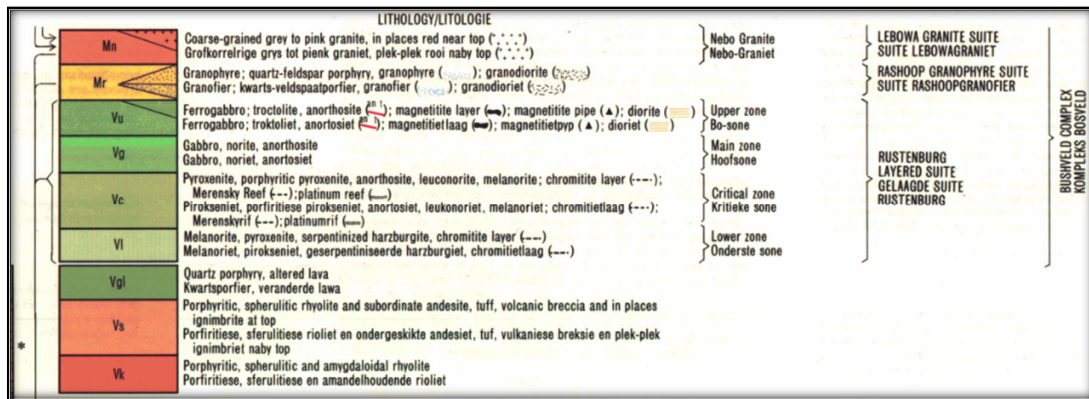 LITHOLOGY/LITOLOGIE
Mn
Coarse-grained grey to pink granite, in places red near top ( )
Grofkorrelrige grys tot pienk graniet, plek-plek rooi naby top ( )
Nebo Granite
Nebo-Graniet
LEBOWA GRANITE SUITE
SUITE LEBOWAGRANIET
Mr
Granophyre; quartz-feldspar porphyry, granophyre ( ); granodiorite ( )
Granofier; kwarts-veldspaatporfier, granofier ( ); granodioriet ( )
RASHOOP GRANOPHYRE SUITE
SUITE RASHOOPGRANOFIER
Vu
Ferrogabbro; troctolite, anorthosite (an); magnetitite layer ( ); magnetitite pipe (▲); diorite ( )
Ferrogabbro; troktoliet, anortosiet (an); magnetitietlaag ( ); magnetitietpyp (▲); dioriet ( )
Upper zone
Bo-sone
Vg
Gabbro, norite, anorthosite
Gabbro, noriet, anortosiet
Main zone
Hoofsone
Vc
Pyroxenite, porphyritic pyroxenite, anorthosite, leuconorite, melanorite; chromitite layer (---·);
Merensky Reef (---); platinum reef ( )
Pirokseniet, porfiritiese pirokseniet, anortosiet, leukonoriet, melanoriet; chromitietlaag (---·);
Merenskyrif (---); platinumrif ( )
Critical zone
Kritieke sone
Vl
Melanorite, pyroxenite, serpentinized harzburgite, chromitite layer (---·)
Melanoriet, pirokseniet, geserpentiniseerde harzburgiet, chromitietlaag (---·)
Lower zone
Onderste sone
RUSTENBURG
LAYERED SUITE
GELAAGDE SUITE
RUSTENBURG
BUSHVELD COMPLEX
KOMPLEKS BOSVELD
Vgl
Quartz porphyry, altered lava
Kwartsporfier, veranderde lawa
Vs
Porphyritic, spherulitic rhyolite and subordinate andesite, tuff, volcanic breccia and in places
ignimbrite at top
Porfiritiese, sferulitiese rioliet en ondergeskikte andesiet, tuf, vulkaniese breksie en plek-plek
ignimbriet naby top
*
Vk
Porphyritic, spherulitic and amygdaloidal rhyolite
Porfiritiese, sferulitiese en amandelhoudende rioliet